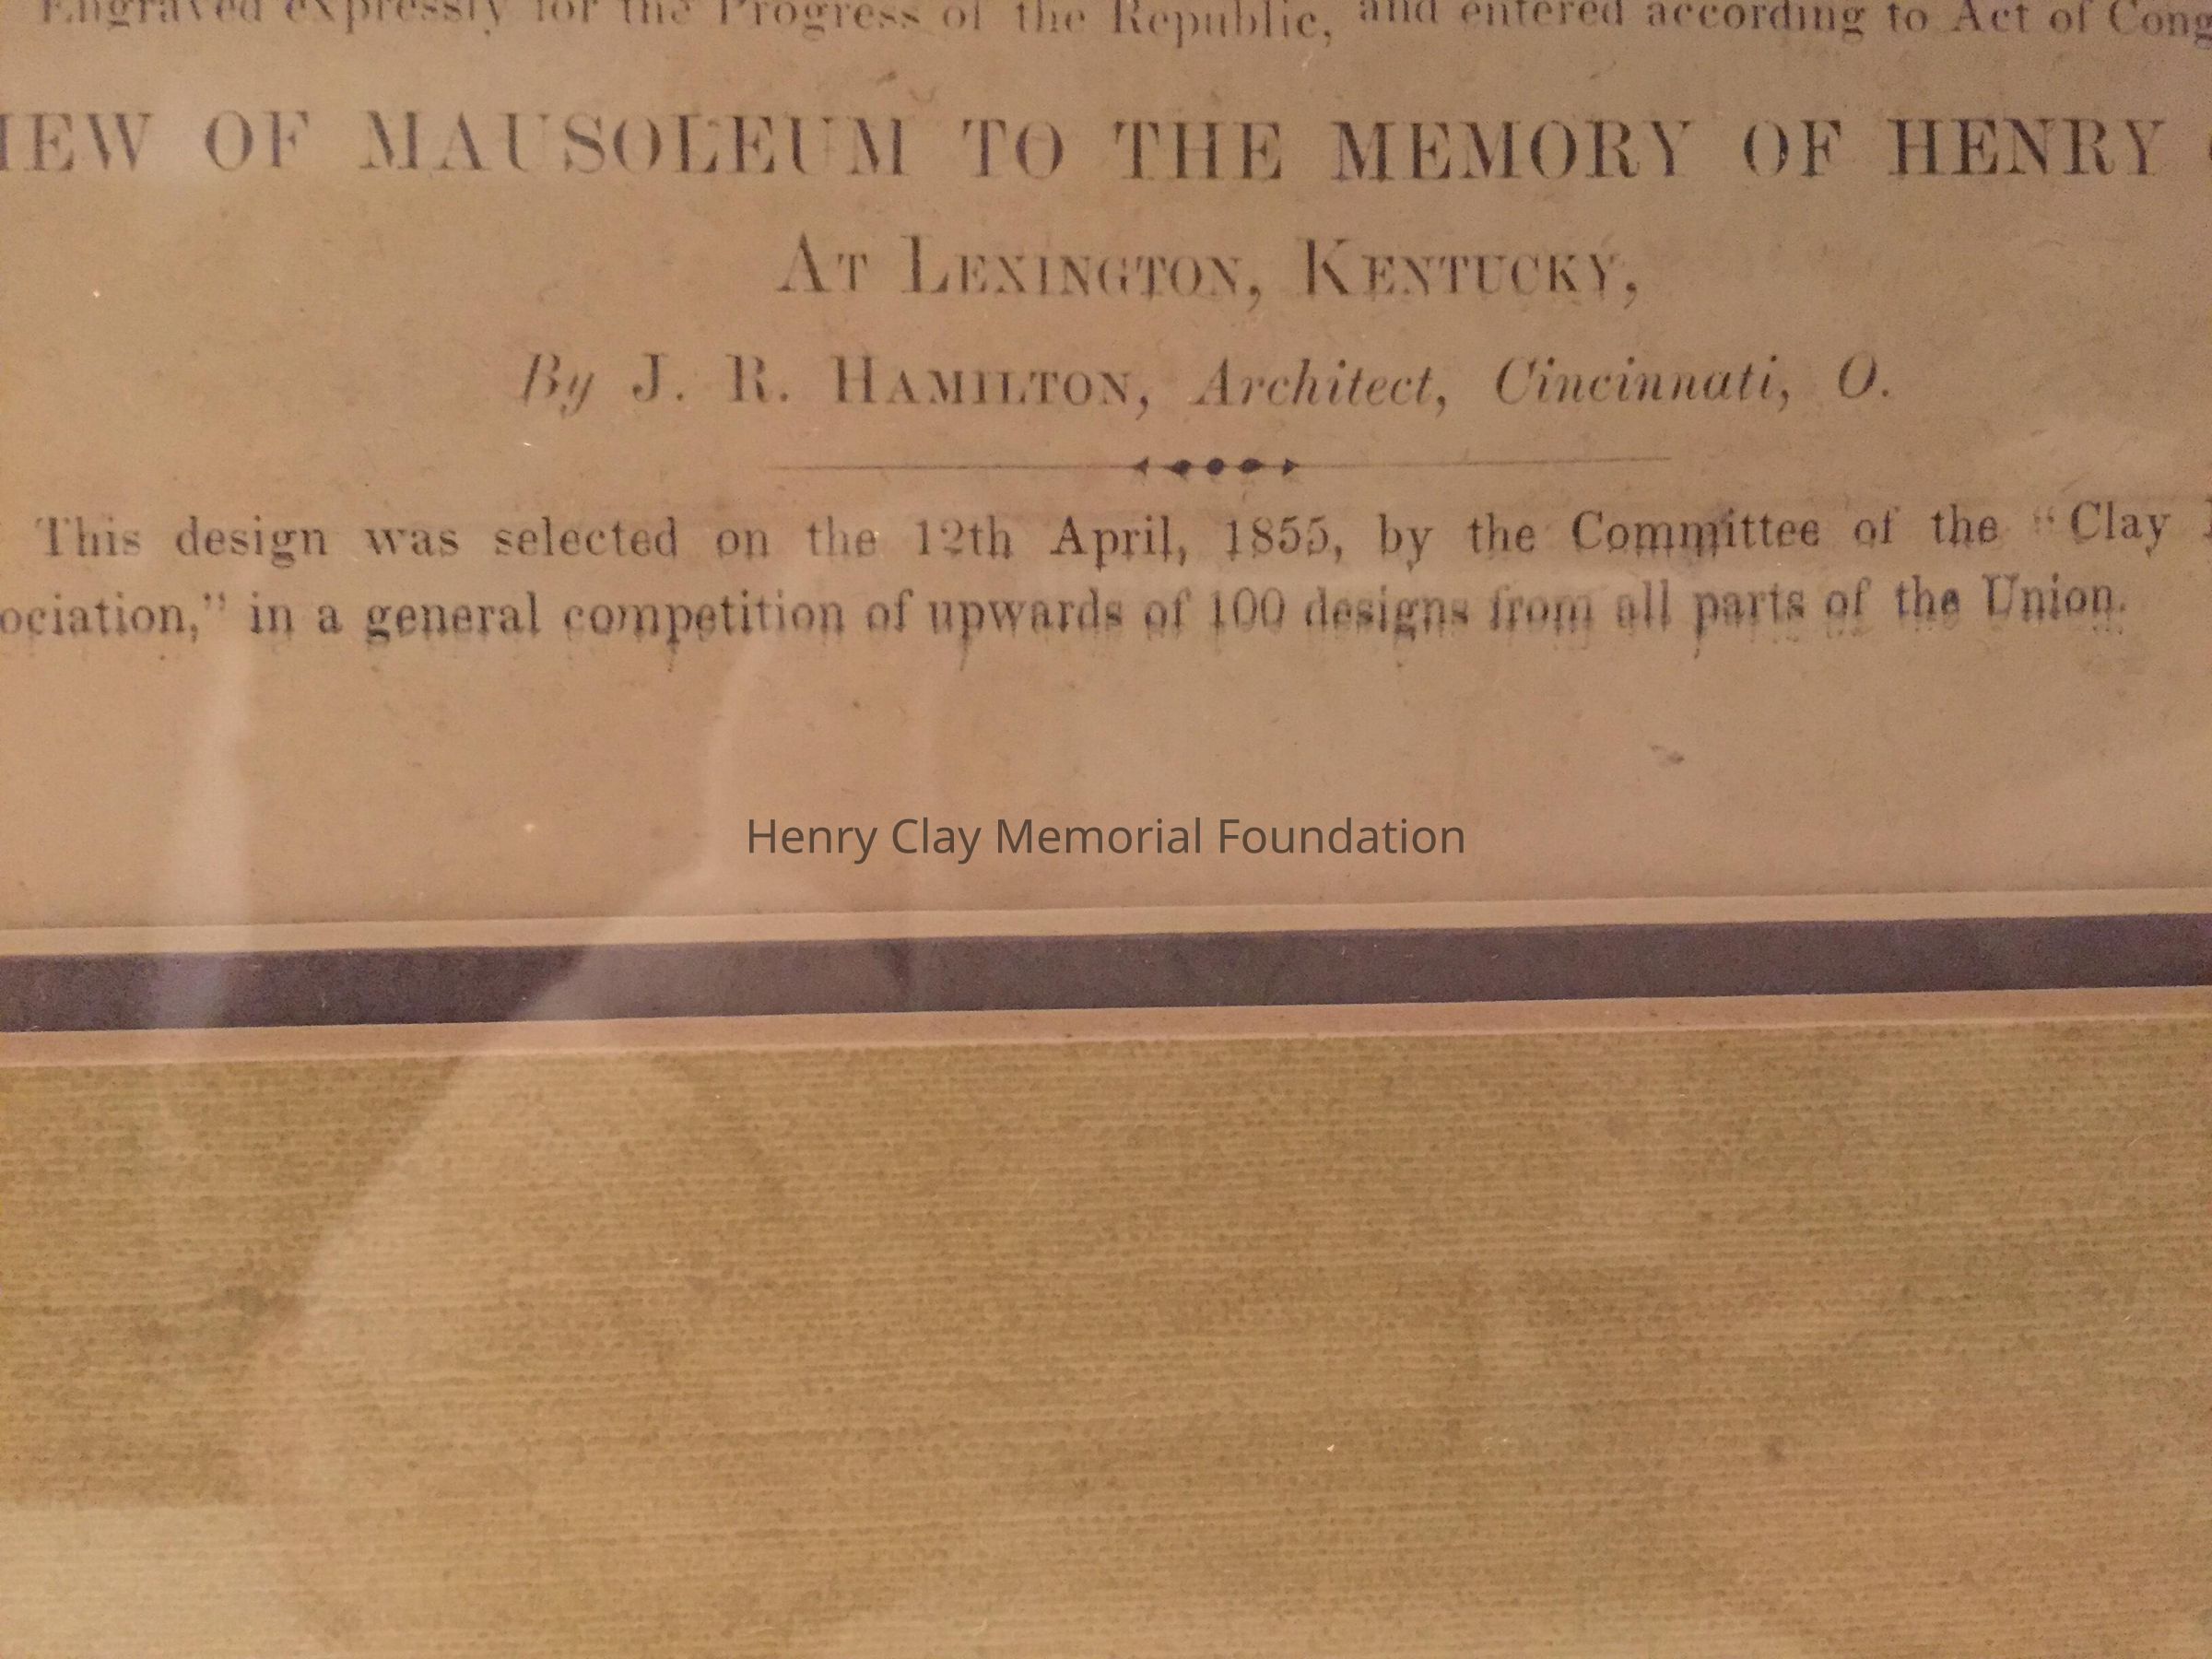 Engraved expressly for the Progress of the Republic, and entered according to Act of Cong
IEW OF MAUSOLEUM TO THE MEMORY OF HENRY
AT LEXINGTON, KENTUCKY,
By J. R. HAMILTON, Architect, Cincinnati, O.
This design was selected on the 12th April, 1855, by the Committee of the "Clay
ociation," in a general competition of upwards of 100 designs from all parts of the Union.
Henry Clay Memorial Foundation